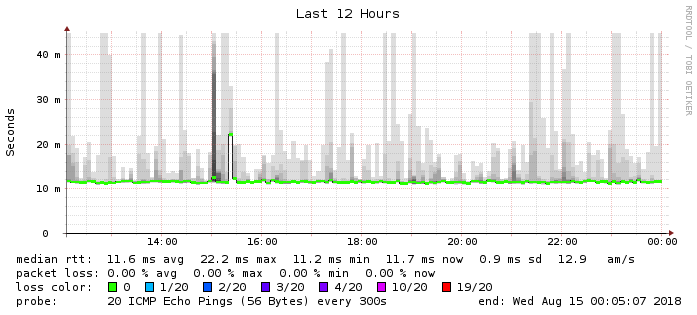 Last 12 Hours
RRDTOOL / TOBI OETIKER
Seconds
40 m
30 m
20 m
10 m
0
14:00 16:00 18:00 20:00 22:00 00:00
median rtt: 11.6 ms avg 22.2 ms max 11.2 ms min 11.7 ms now 0.9 ms sd 12.9 am/s
packet loss: 0.00 % avg 0.00 % max 0.00 % min 0.00 % now
loss color: 0 1/20 2/20 3/20 4/20 10/20 19/20
probe: 20 ICMP Echo Pings (56 Bytes) every 300s end: Wed Aug 15 00:05:07 2018